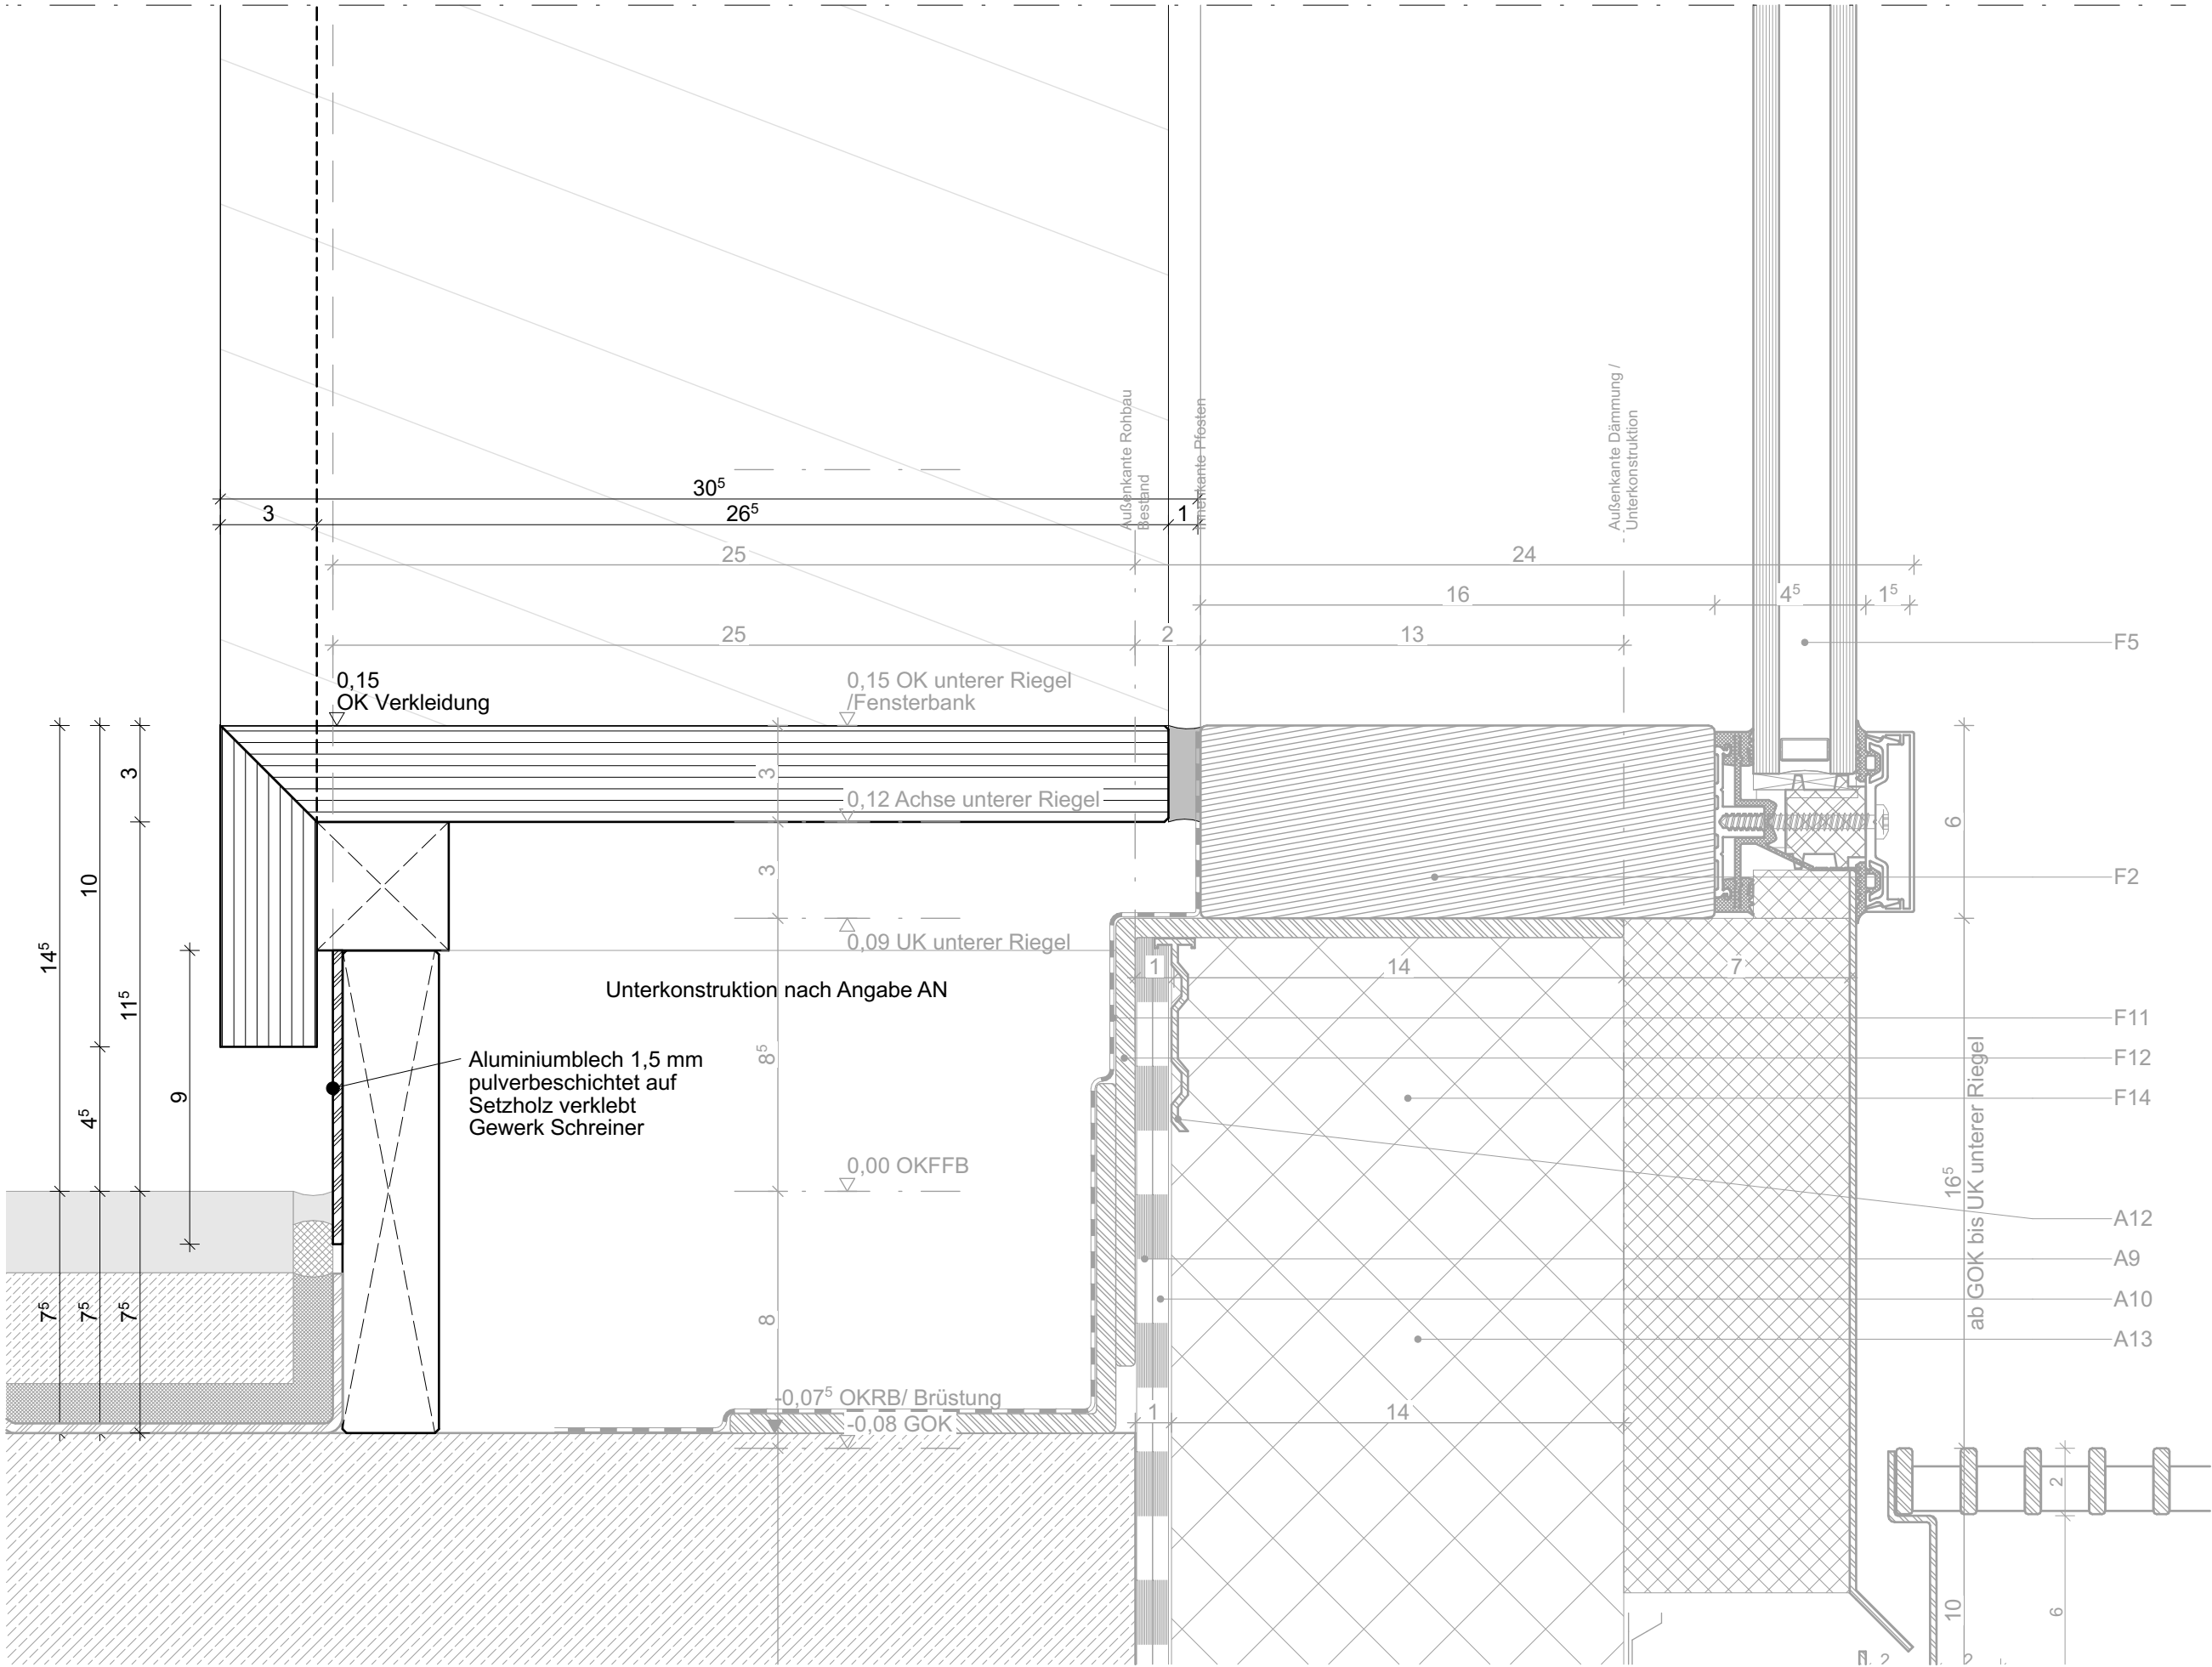 Außenkante Rohbau
Bestand
Innenkante Pfosten
Außenkante Dämmung /
Unterkonstruktion
30⁵
3
26⁵
1
25
24
16
4⁵
1⁵
25
2
13
F5
0,15
OK Verkleidung
0,15 OK unterer Riegel
/Fensterbank
3
3
0,12 Achse unterer Riegel
6
10
3
F2
14⁵
0,09 UK unterer Riegel
1
14
7
11⁵
Unterkonstruktion nach Angabe AN
F11
8⁵
F12
9
4⁵
Aluminiumblech 1,5 mm
pulverbeschichtet auf
Setzholz verklebt
Gewerk Schreiner
F14
16⁵
ab GOK bis UK unterer Riegel
0,00 OKFFB
A12
A9
7⁵
7⁵
7⁵
8
A10
A13
-0,07⁵ OKRB/ Brüstung
-0,08 GOK
1
14
2
10
6
2
2